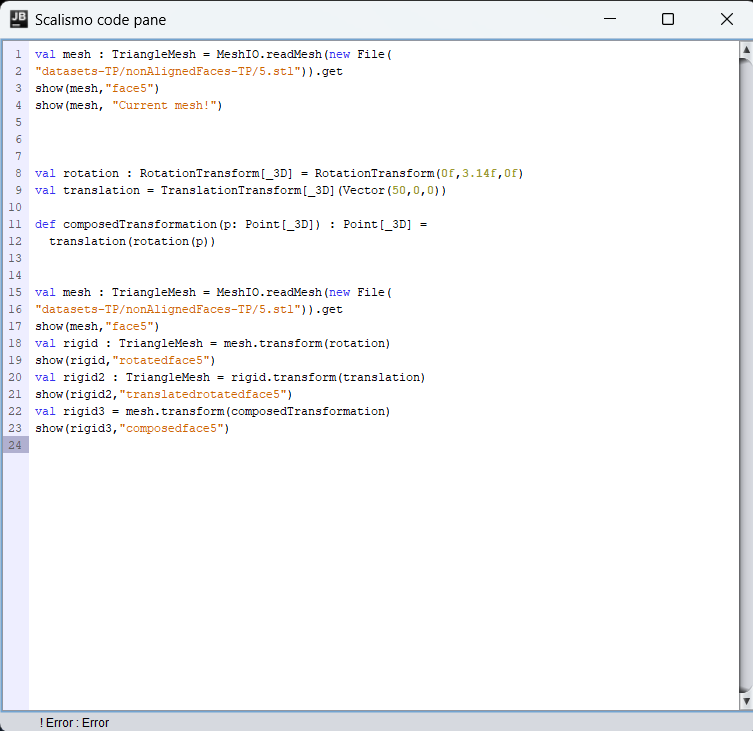 JB
Scalismo code pane
1 val mesh : TriangleMesh = MeshIO.readMesh(new File(
2 "datasets-TP/nonAlignedFaces-TP/5.stl")).get
3 show(mesh,"face5")
4 show(mesh, "Current mesh!")
5
6
7
8 val rotation : RotationTransform[_3D] = RotationTransform(0f,3.14f,0f)
9 val translation = TranslationTransform[_3D](Vector(50,0,0))
10
11 def composedTransformation(p: Point[_3D]) : Point[_3D] =
12   translation(rotation(p))
13
14
15 val mesh : TriangleMesh = MeshIO.readMesh(new File(
16 "datasets-TP/nonAlignedFaces-TP/5.stl")).get
17 show(mesh,"face5")
18 val rigid : TriangleMesh = mesh.transform(rotation)
19 show(rigid,"rotatedface5")
20 val rigid2 : TriangleMesh = rigid.transform(translation)
21 show(rigid2,"translatedrotatedface5")
22 val rigid3 = mesh.transform(composedTransformation)
23 show(rigid3,"composedface5")
24
! Error : Error